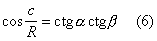 cos c/R = ctg α ctg β (6)